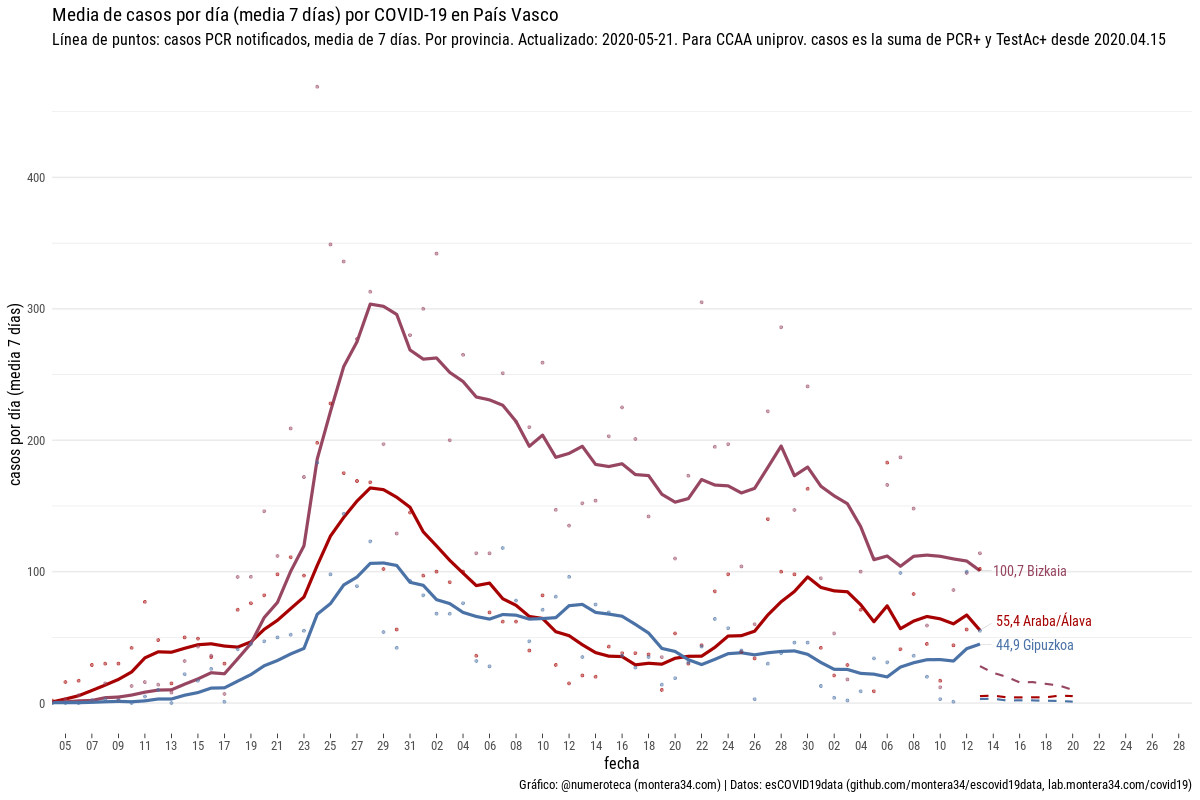 Media de casos por día (media 7 días) por COVID-19 en País Vasco
Línea de puntos: casos PCR notificados, media de 7 días. Por provincia. Actualizado: 2020-05-21. Para CCAA uniprov. casos es la suma de PCR+ y TestAc+ desde 2020.04.15
casos por día (media 7 días)
400
300
200
100
0
100,7 Bizkaia
55,4 Araba/Álava
44,9 Gipuzkoa
05 07 09 11 13 15 17 19 21 23 25 27 29 31 02 04 06 08 10 12 14 16 18 20 22 24 26 28 30 02 04 06 08 10 12 14 16 18 20 22 24 26 28
fecha
Gráfico: @numeroteca (montera34.com) | Datos: esCOVID19data (github.com/montera34/escovid19data, lab.montera34.com/covid19)